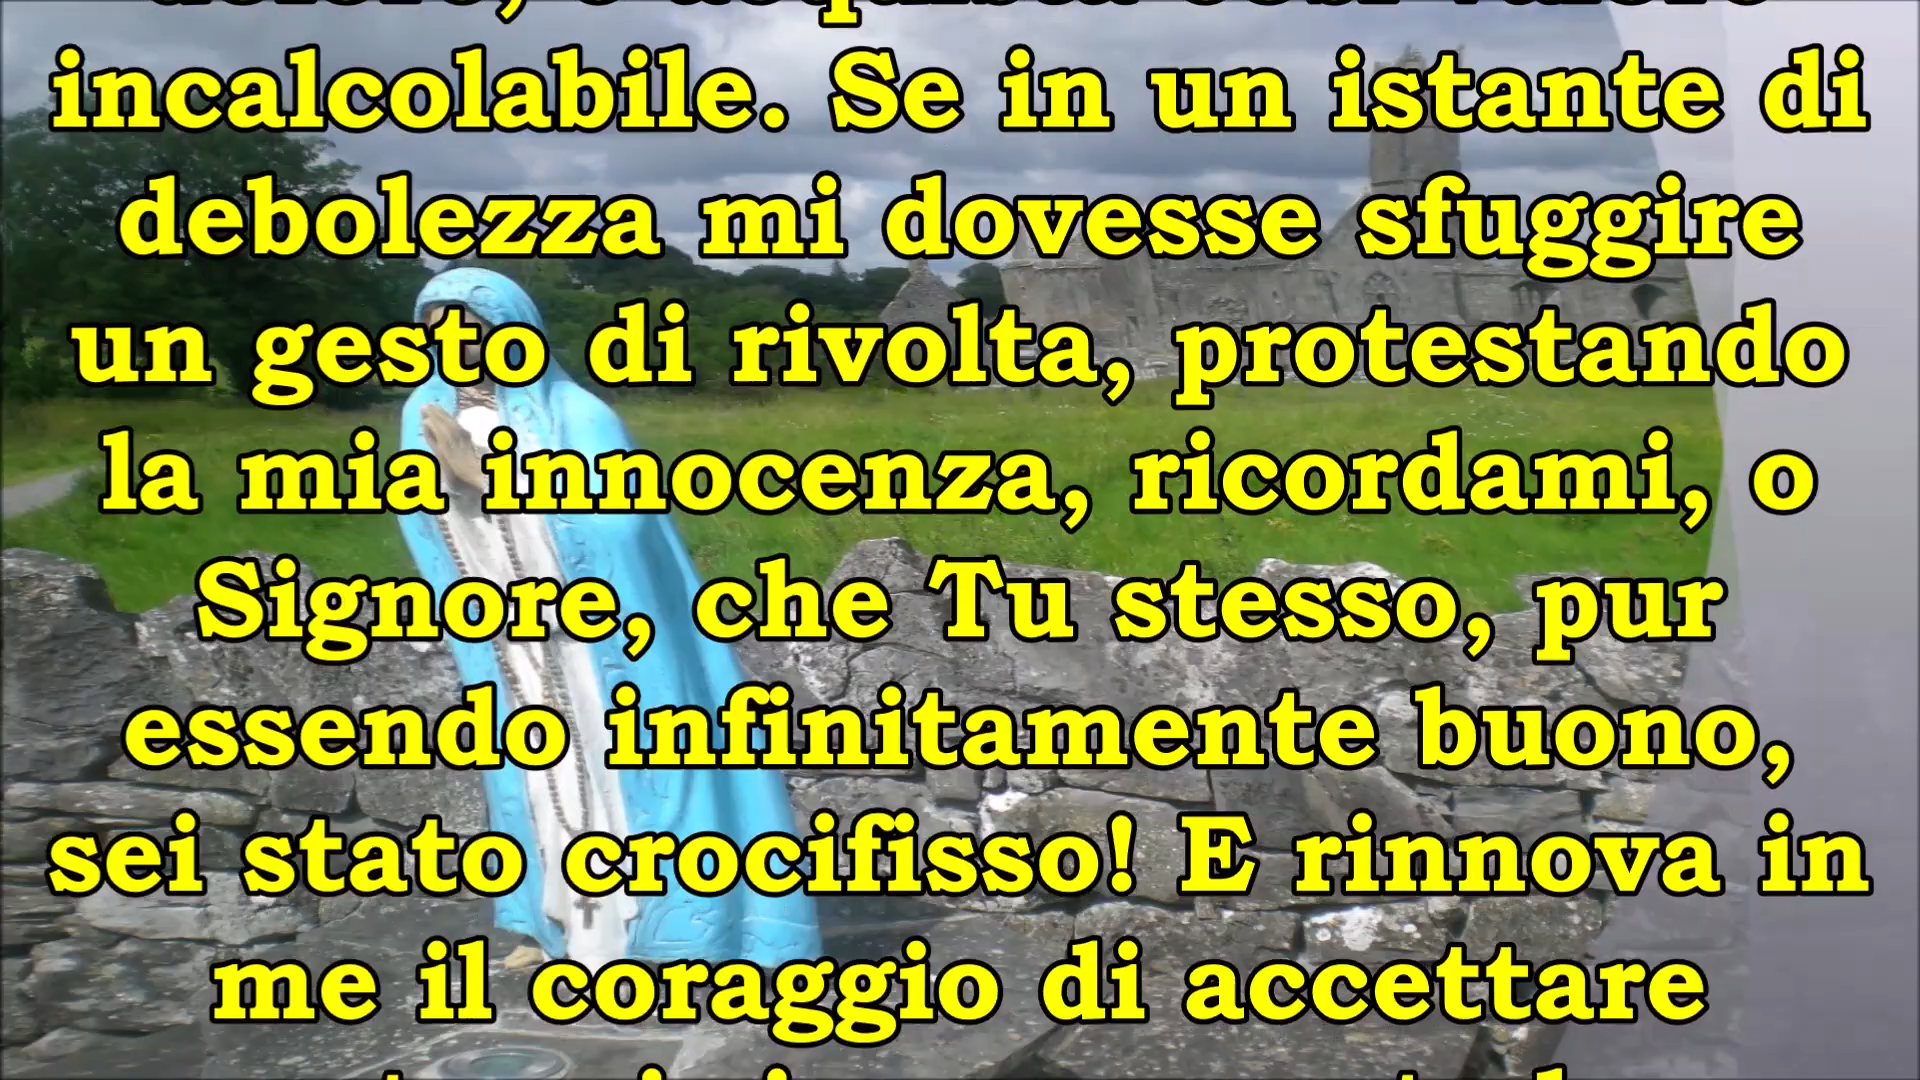 incalcolabile. Se in un istante di
debolezza mi dovesse sfuggire
un gesto di rivolta, protestando
la mia innocenza, ricordami, o
Signore, che Tu stesso, pur
essendo infinitamente buono,
sei stato crocifisso! E rinnova in
me il coraggio di accettare